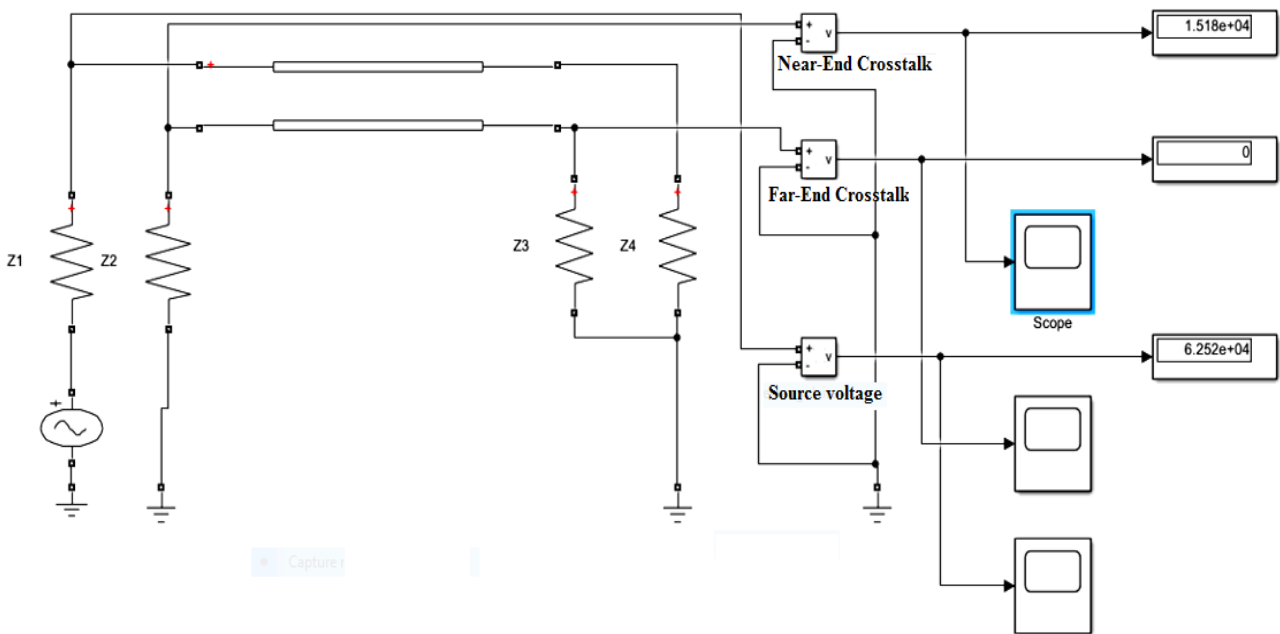 1.518e+04
Near-End Crosstalk
0
Far-End Crosstalk
Z1
Z2
Z3
Z4
Scope
6.252e+04
Source voltage
Capture